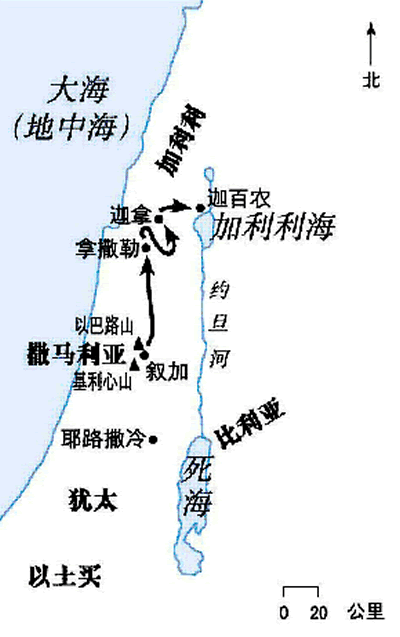 北
大海
(地中海)
加利利
迦百农
迦拿
加利利海
拿撒勒
约旦河
以巴路山
撒马利亚
叙加
基利心山
比利亚
耶路撒冷
死海
犹太
以土买
0 20 公里